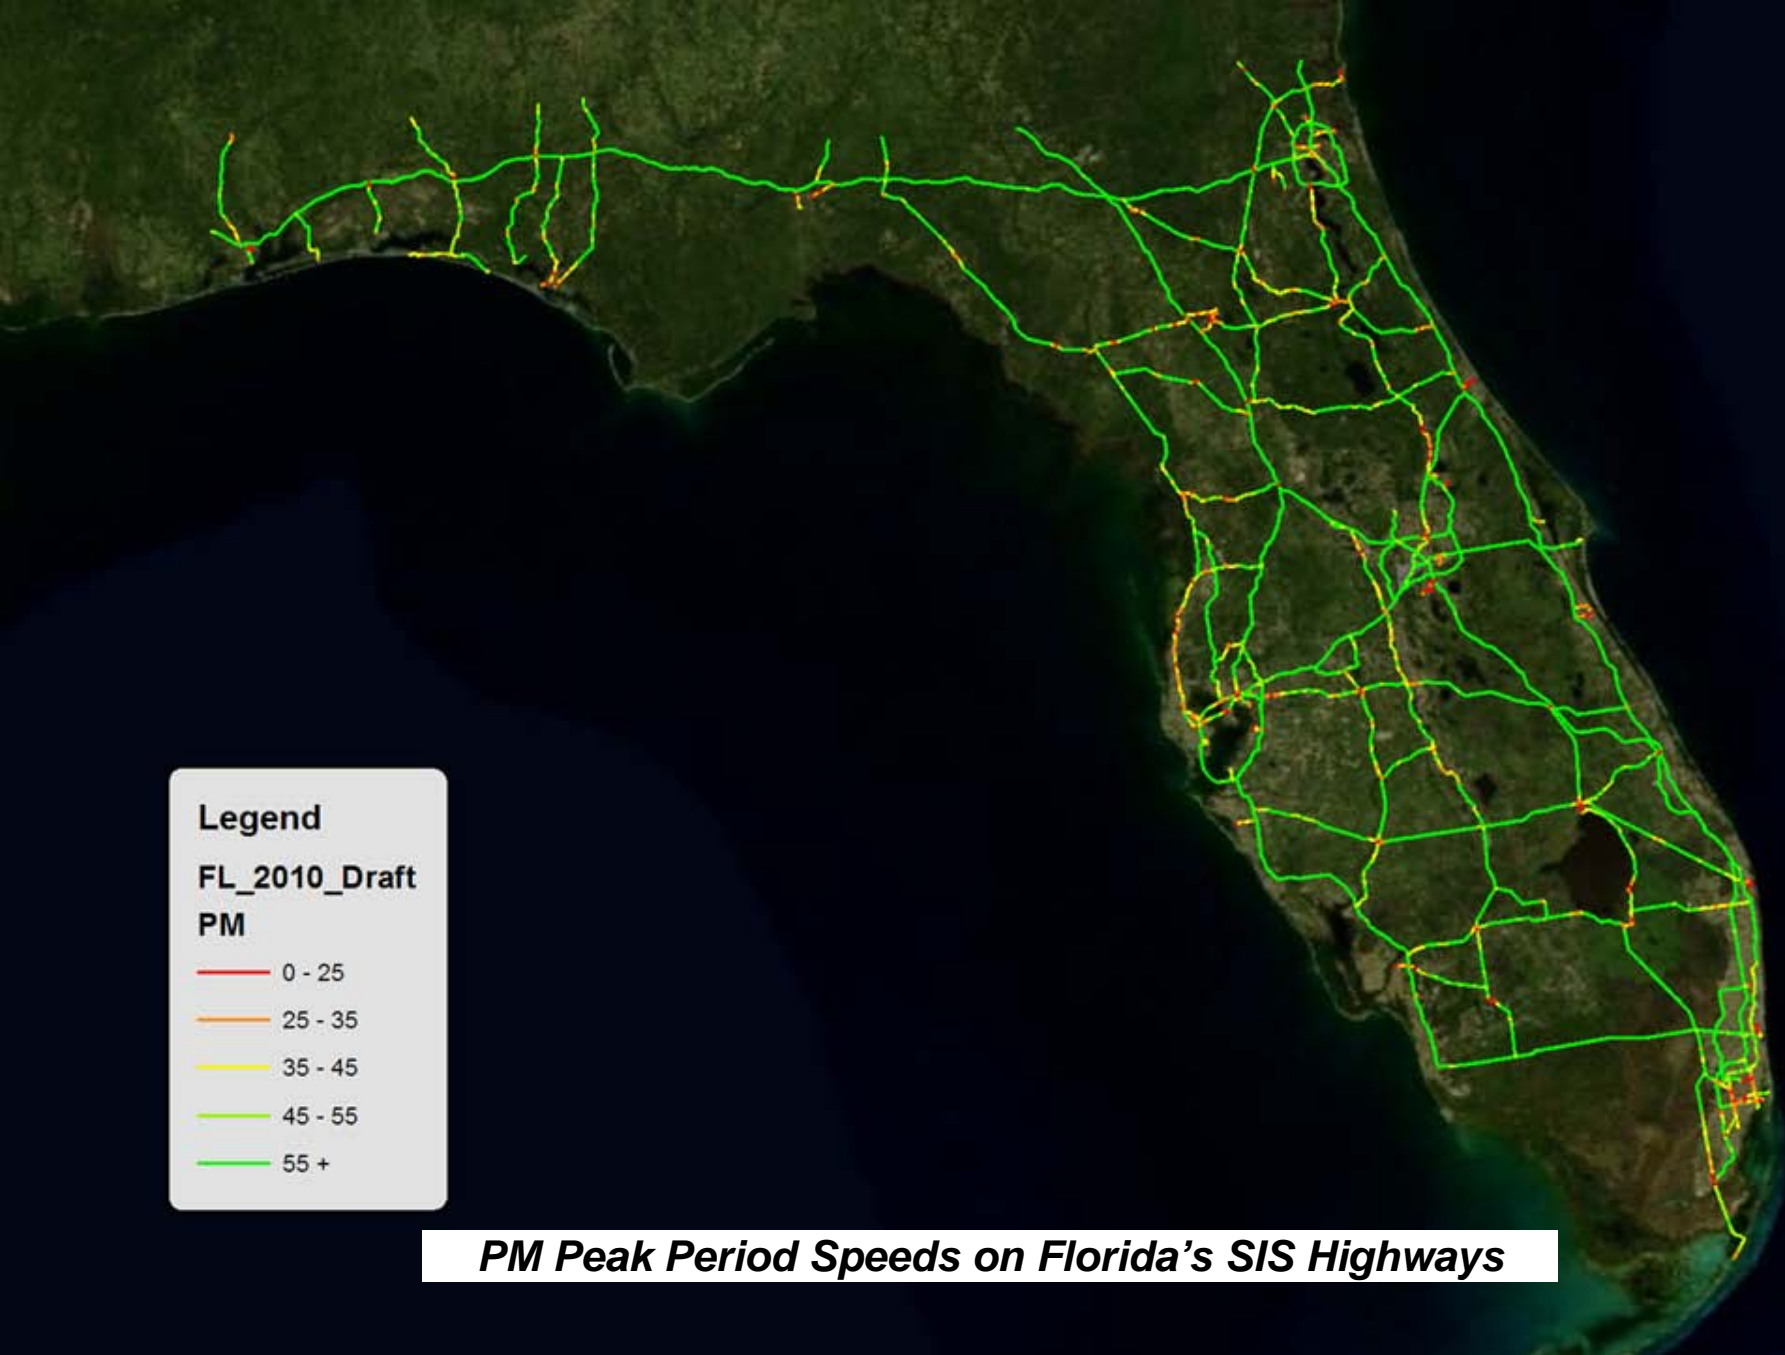 Legend
FL_2010_Draft
PM
0 - 25
25 - 35
35 - 45
45 - 55
55 +
PM Peak Period Speeds on Florida's SIS Highways